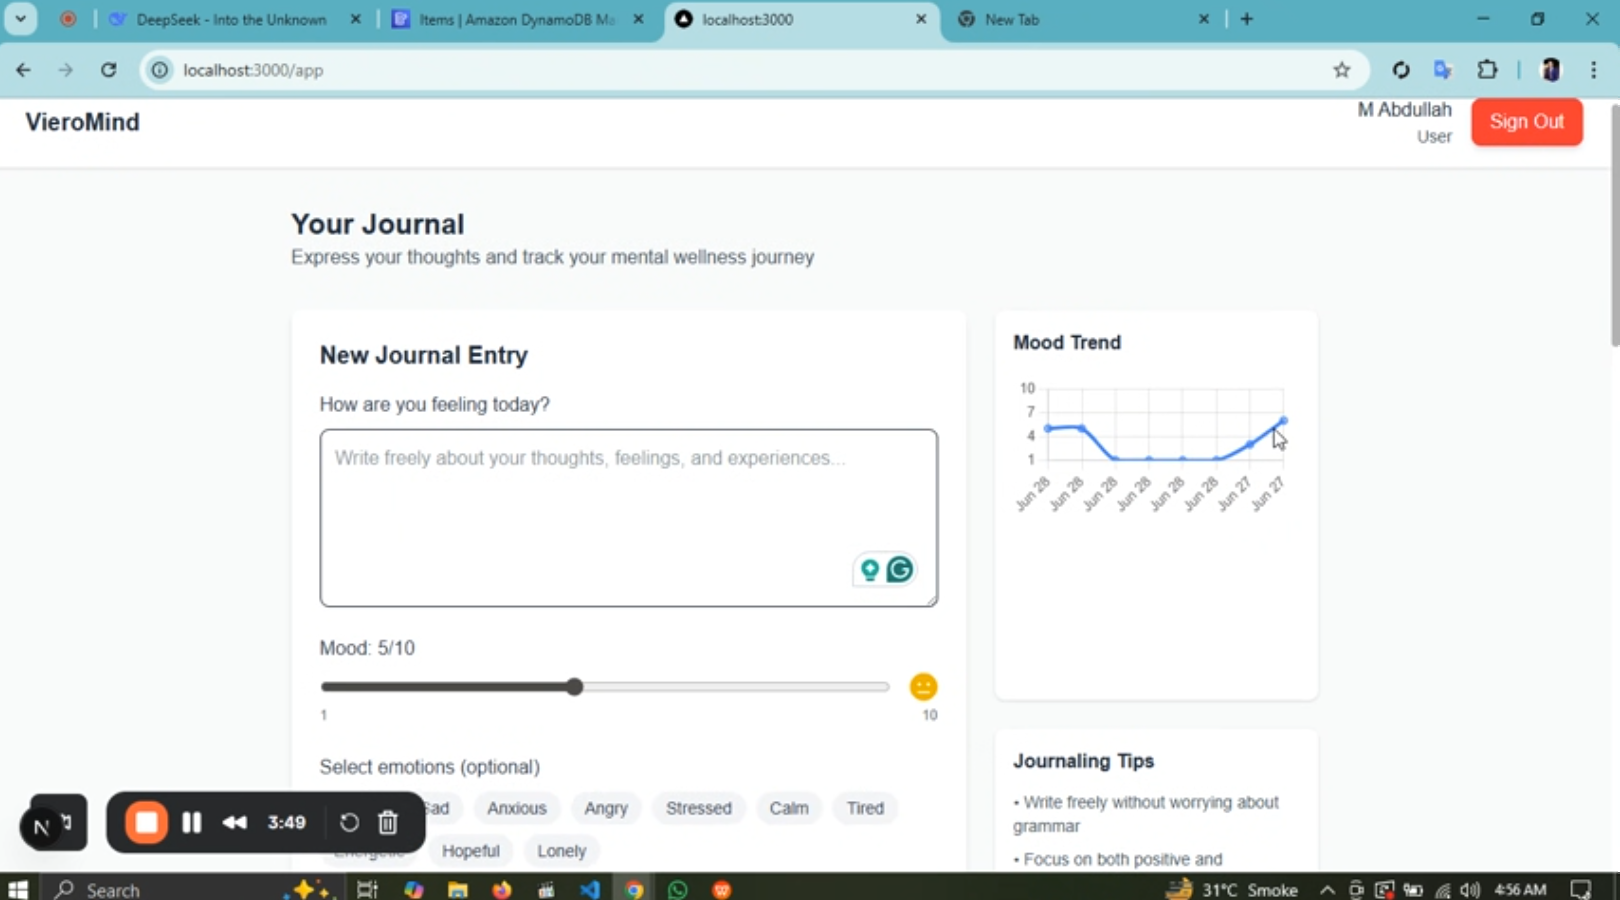 DeepSeek - Into the Unknown
Items | Amazon DynamoDB Ma
localhost:3000
New Tab
localhost:3000/app
VieroMind
M Abdullah
User
Sign Out
Your Journal
Express your thoughts and track your mental wellness journey
New Journal Entry
How are you feeling today?
Write freely about your thoughts, feelings, and experiences...
Mood: 5/10
1
10
Select emotions (optional)
Sad Anxious Angry Stressed Calm Tired
Energetic Hopeful Lonely
Mood Trend
10
7
4
1
Jun 28 Jun 28 Jun 28 Jun 28 Jun 28 Jun 28 Jun 27 Jun 27
Journaling Tips
• Write freely without worrying about
grammar
• Focus on both positive and
N
3:49
Search
31°C Smoke
4:56 AM